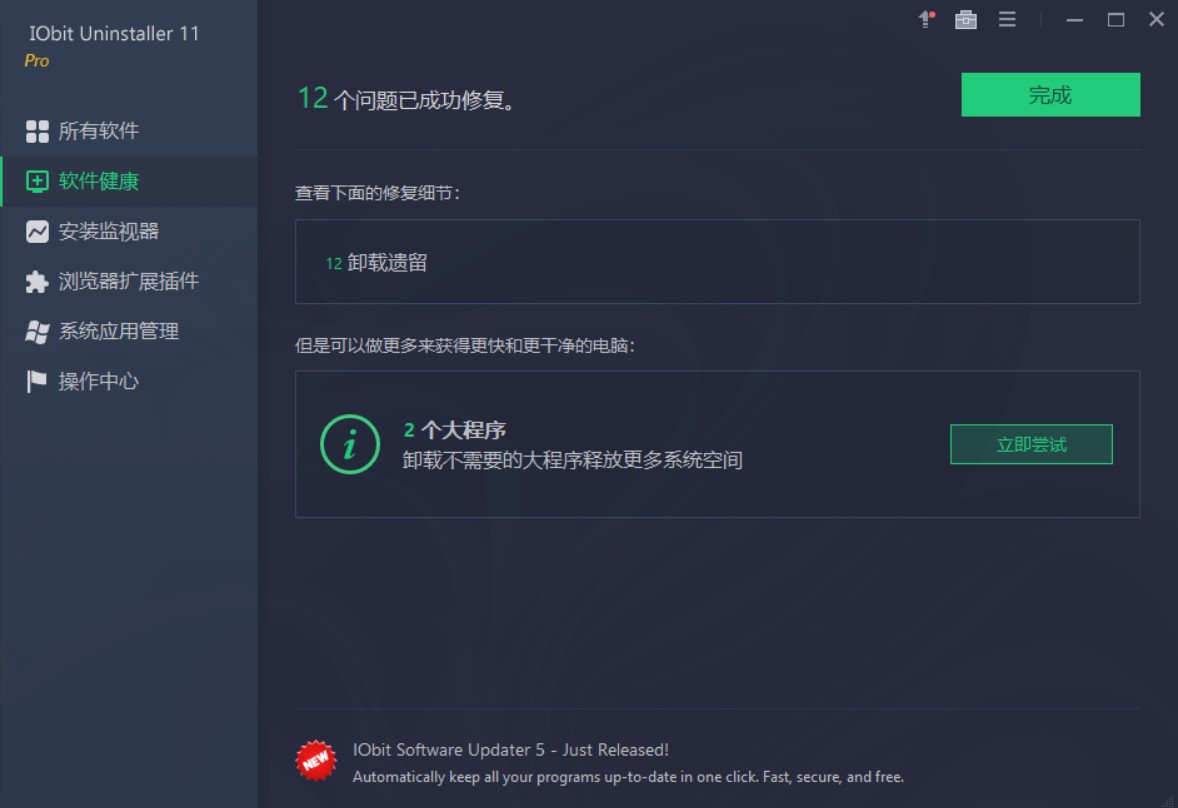 IObit Uninstaller 11
Pro
所有软件
软件健康
安装监视器
浏览器扩展插件
系统应用管理
操作中心
12 个问题已成功修复。
完成
查看下面的修复细节：
12 卸载遗留
但是可以做更多来获得更快和更干净的电脑：
i
2 个大程序
卸载不需要的大程序释放更多系统空间
立即尝试
NEW
IObit Software Updater 5 - Just Released!
Automatically keep all your programs up-to-date in one click. Fast, secure, and free.